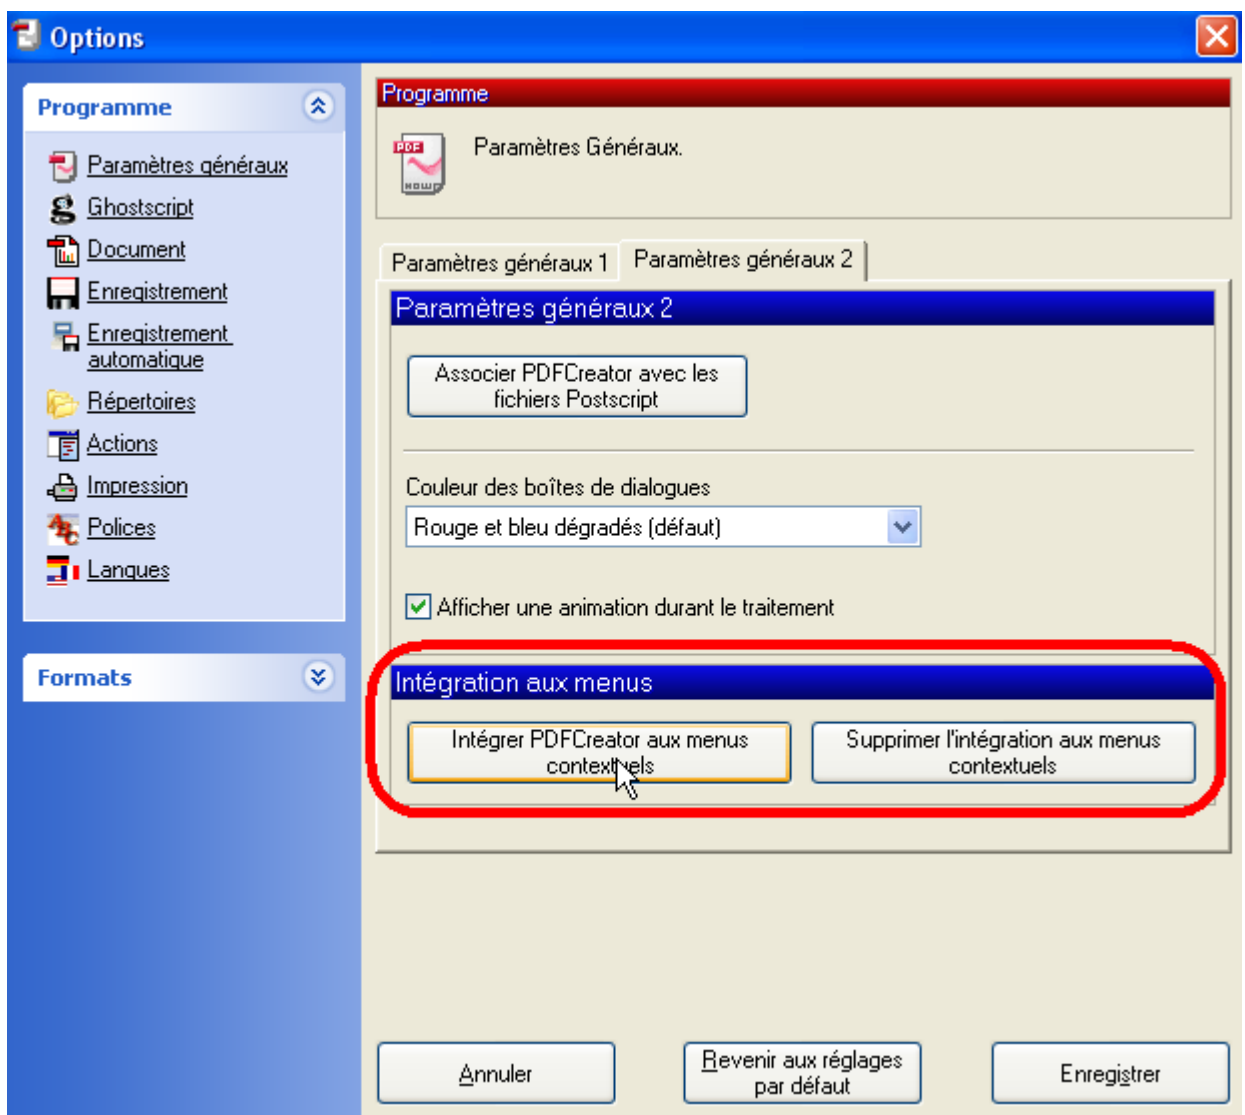 Options
Programme
Paramètres généraux
Ghostscript
Document
Enregistrement
Enregistrement
automatique
Répertoires
Actions
Impression
Polices
Langues
Formats
Programme
PDF
Paramètres Généraux.
Paramètres généraux 1
Paramètres généraux 2
Paramètres généraux 2
Associer PDFCreator avec les
fichiers Postscript
Couleur des boîtes de dialogues
Rouge et bleu dégradés (défaut)
Afficher une animation durant le traitement
Intégration aux menus
Intégrer PDFCreator aux menus
contextuels
Supprimer l'intégration aux menus
contextuels
Annuler
Revenir aux réglages
par défaut
Enregistrer